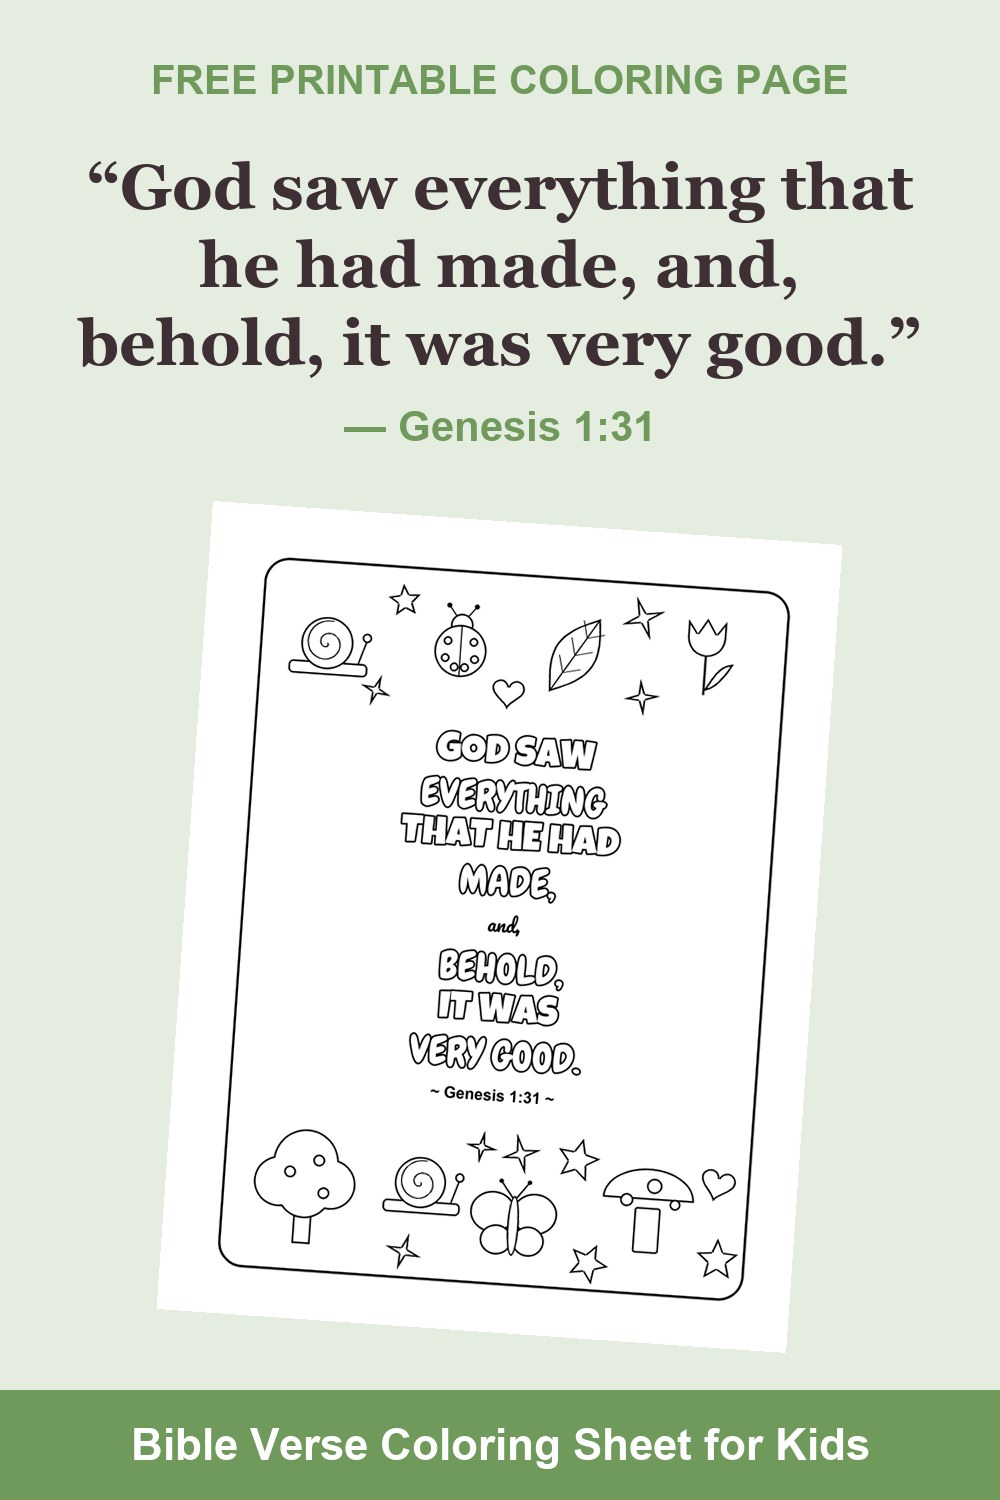 FREE PRINTABLE COLORING PAGE
“God saw everything that
he had made, and,
behold, it was very good.”
— Genesis 1:31
GOD SAW
EVERYTHING
THAT HE HAD
MADE,
and,
BEHOLD,
IT WAS
VERY GOOD.
~ Genesis 1:31 ~
Bible Verse Coloring Sheet for Kids